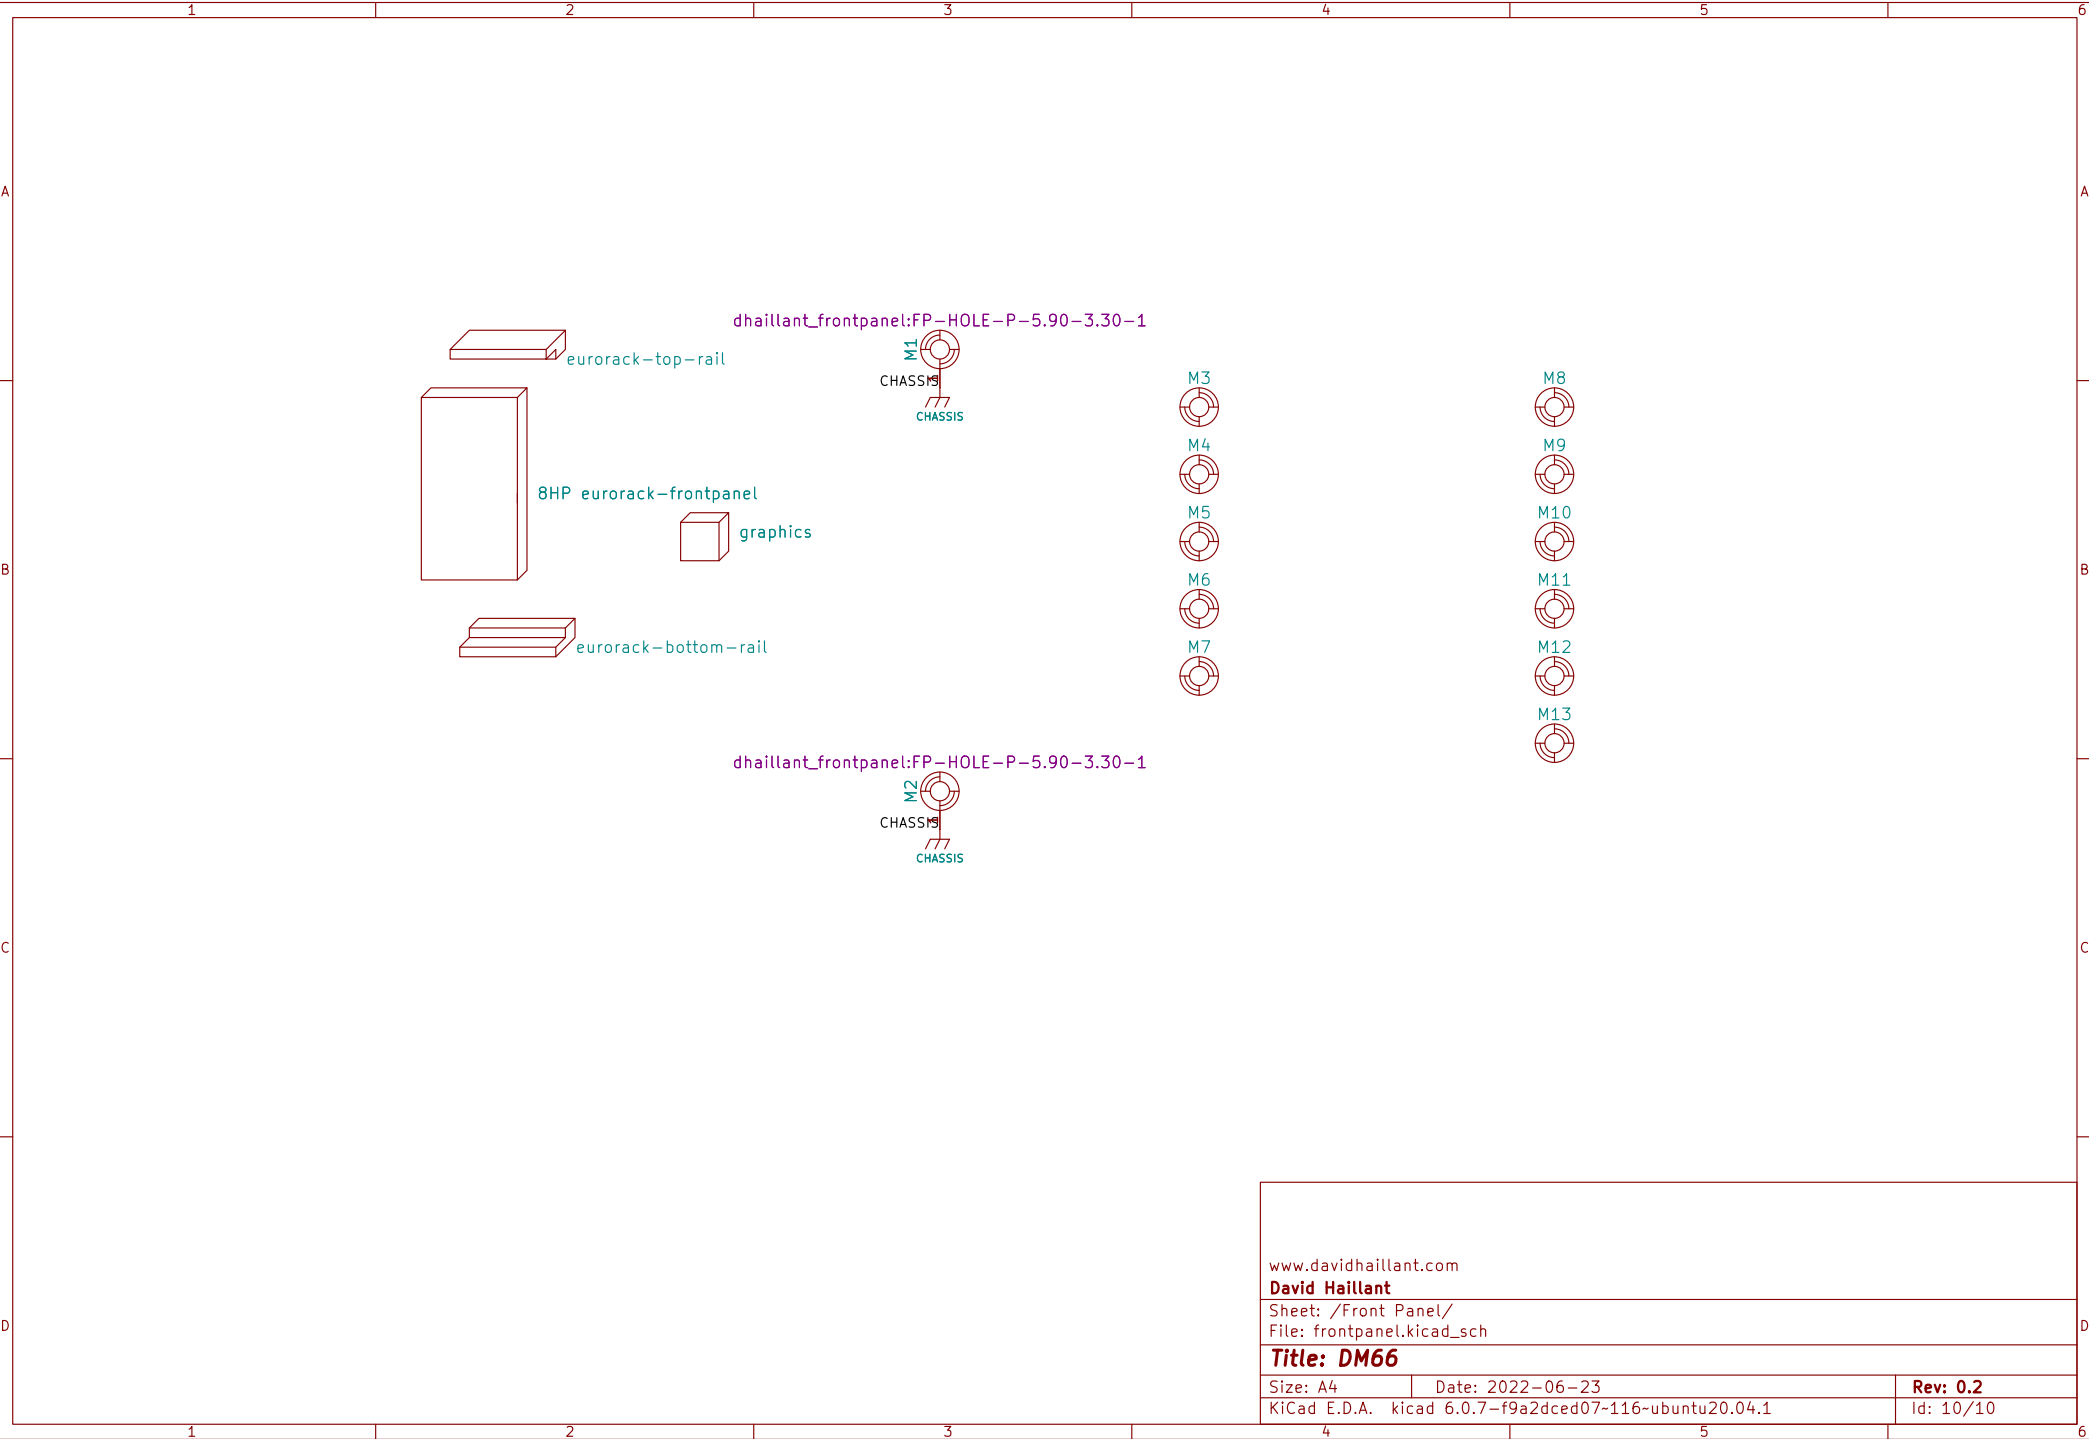 1 2 3 4 5 6
A A
dhaillant_frontpanel:FP-HOLE-P-5.90-3.30-1
M1
eurorack-top-rail
CHASSIS
1
CHASSIS
M3 M8
M4 M9
8HP eurorack-frontpanel
M5 M10
graphics
B B
M6 M11
eurorack-bottom-rail
M7 M12
M13
dhaillant_frontpanel:FP-HOLE-P-5.90-3.30-1
M2
CHASSIS
1
CHASSIS
C C
www.davidhaillant.com
David Haillant
Sheet: /Front Panel/
D D
File: frontpanel.kicad_sch
Title: DM66
Size: A4 Date: 2022-06-23 Rev: 0.2
KiCad E.D.A. kicad 6.0.7-f9a2dced07~116~ubuntu20.04.1 Id: 10/10
1 2 3 4 5 6